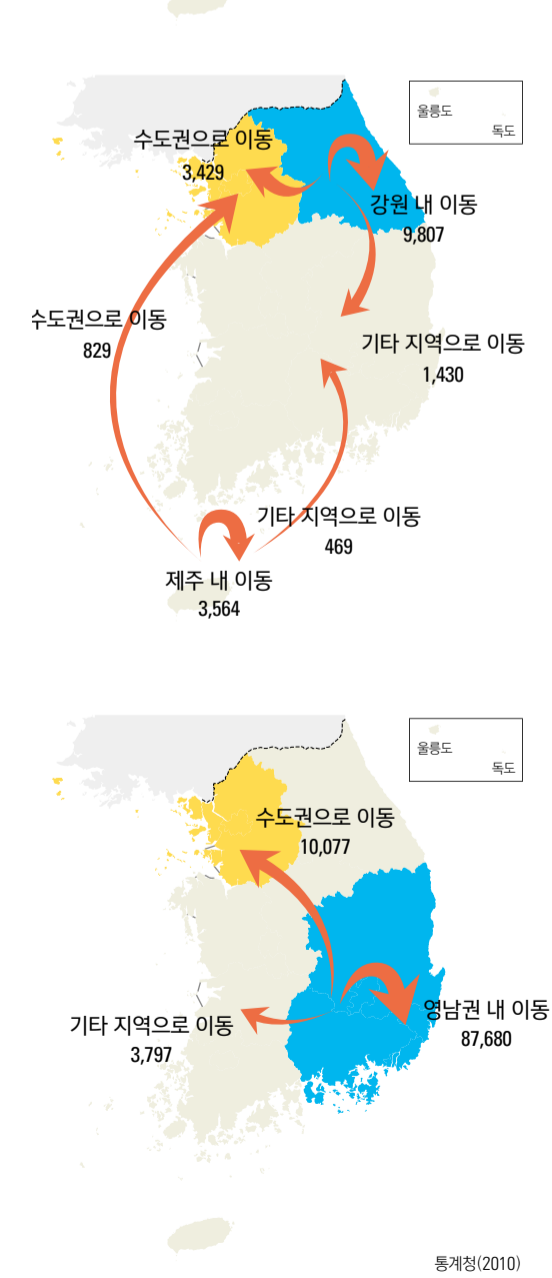 울릉도
독도
수도권으로 이동
3,429
강원 내 이동
9,807
수도권으로 이동
829
기타 지역으로 이동
1,430
기타 지역으로 이동
469
제주 내 이동
3,564
울릉도
독도
수도권으로 이동
10,077
영남권 내 이동
87,680
기타 지역으로 이동
3,797
통계청(2010)